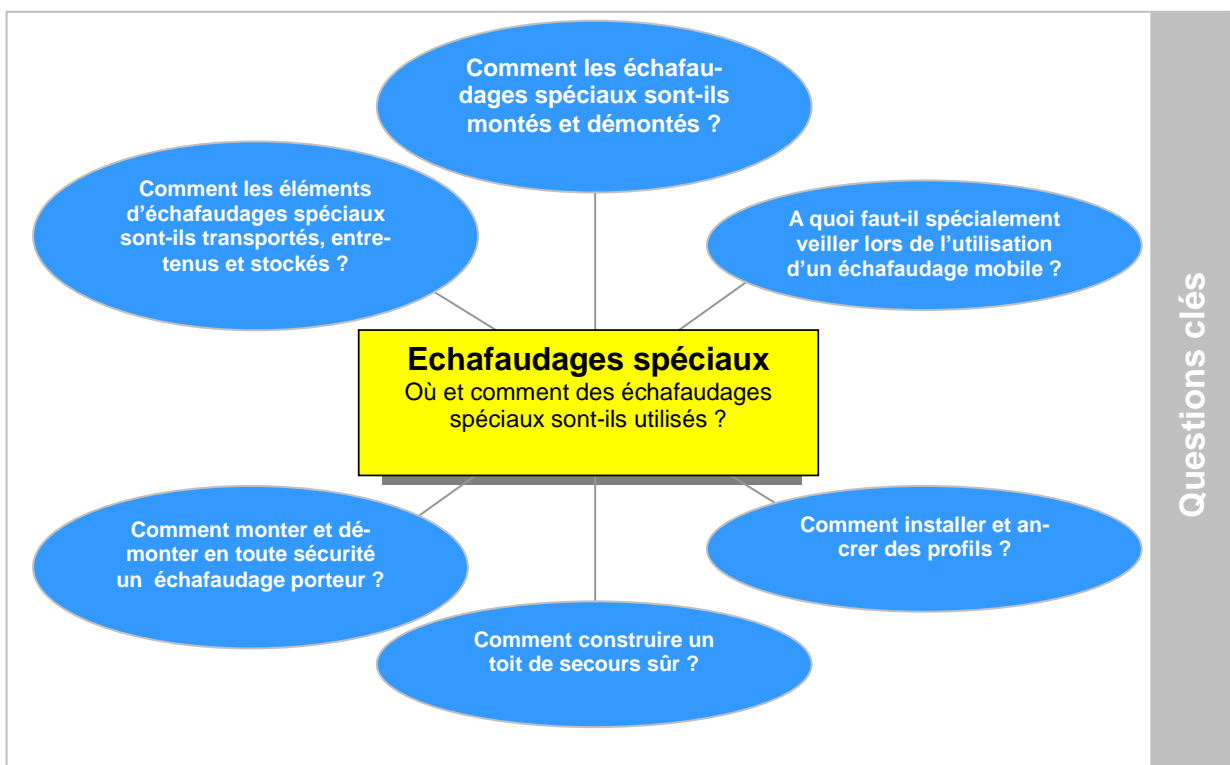 Comment les échafau-
dages spéciaux sont-ils
montés et démontés ?
Comment les éléments
d'échafaudages spéciaux
sont-ils transportés, entre-
tenus et stockés ?
A quoi faut-il spécialement
veiller lors de l'utilisation
d'un échafaudage mobile ?
Echafaudages spéciaux
Où et comment des échafaudages
spéciaux sont-ils utilisés ?
Comment monter et dé-
monter en toute sécurité
un échafaudage porteur ?
Comment installer et an-
crer des profils ?
Comment construire un
toit de secours sûr ?
Questions clés